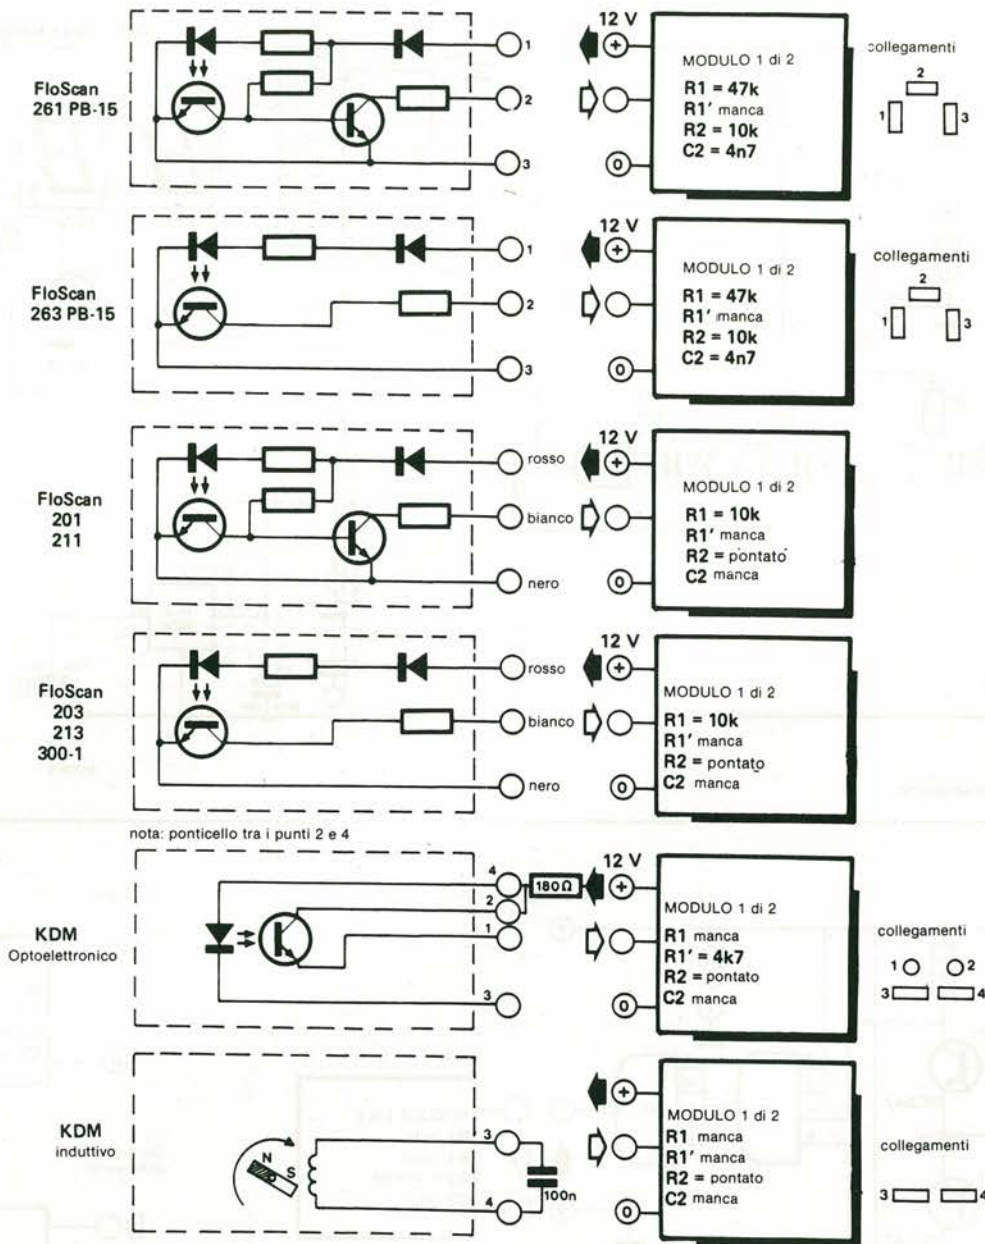 FloScan
261 PB-15
1
2
3
12 V
+
0
MODULO 1 di 2
R1 = 47k
R1' manca
R2 = 10k
C2 = 4n7
collegamenti
2
1
3
FloScan
263 PB-15
1
2
3
12 V
+
0
MODULO 1 di 2
R1 = 47k
R1' manca
R2 = 10k
C2 = 4n7
collegamenti
2
1
3
FloScan
201
211
rosso
bianco
nero
12 V
+
0
MODULO 1 di 2
R1 = 10k
R1' manca
R2 = pontato
C2 manca
FloScan
203
213
300-1
rosso
bianco
nero
12 V
+
0
MODULO 1 di 2
R1 = 10k
R1' manca
R2 = pontato
C2 manca
nota: ponticello tra i punti 2 e 4
KDM
Optoelettronico
4
2
1
3
180Ω
12 V
+
0
MODULO 1 di 2
R1 manca
R1' = 4k7
R2 = pontato
C2 manca
collegamenti
1 2
3 4
KDM
induttivo
N
S
3
4
100n
+
0
MODULO 1 di 2
R1 manca
R1' manca
R2 = pontato
C2 manca
collegamenti
3 4